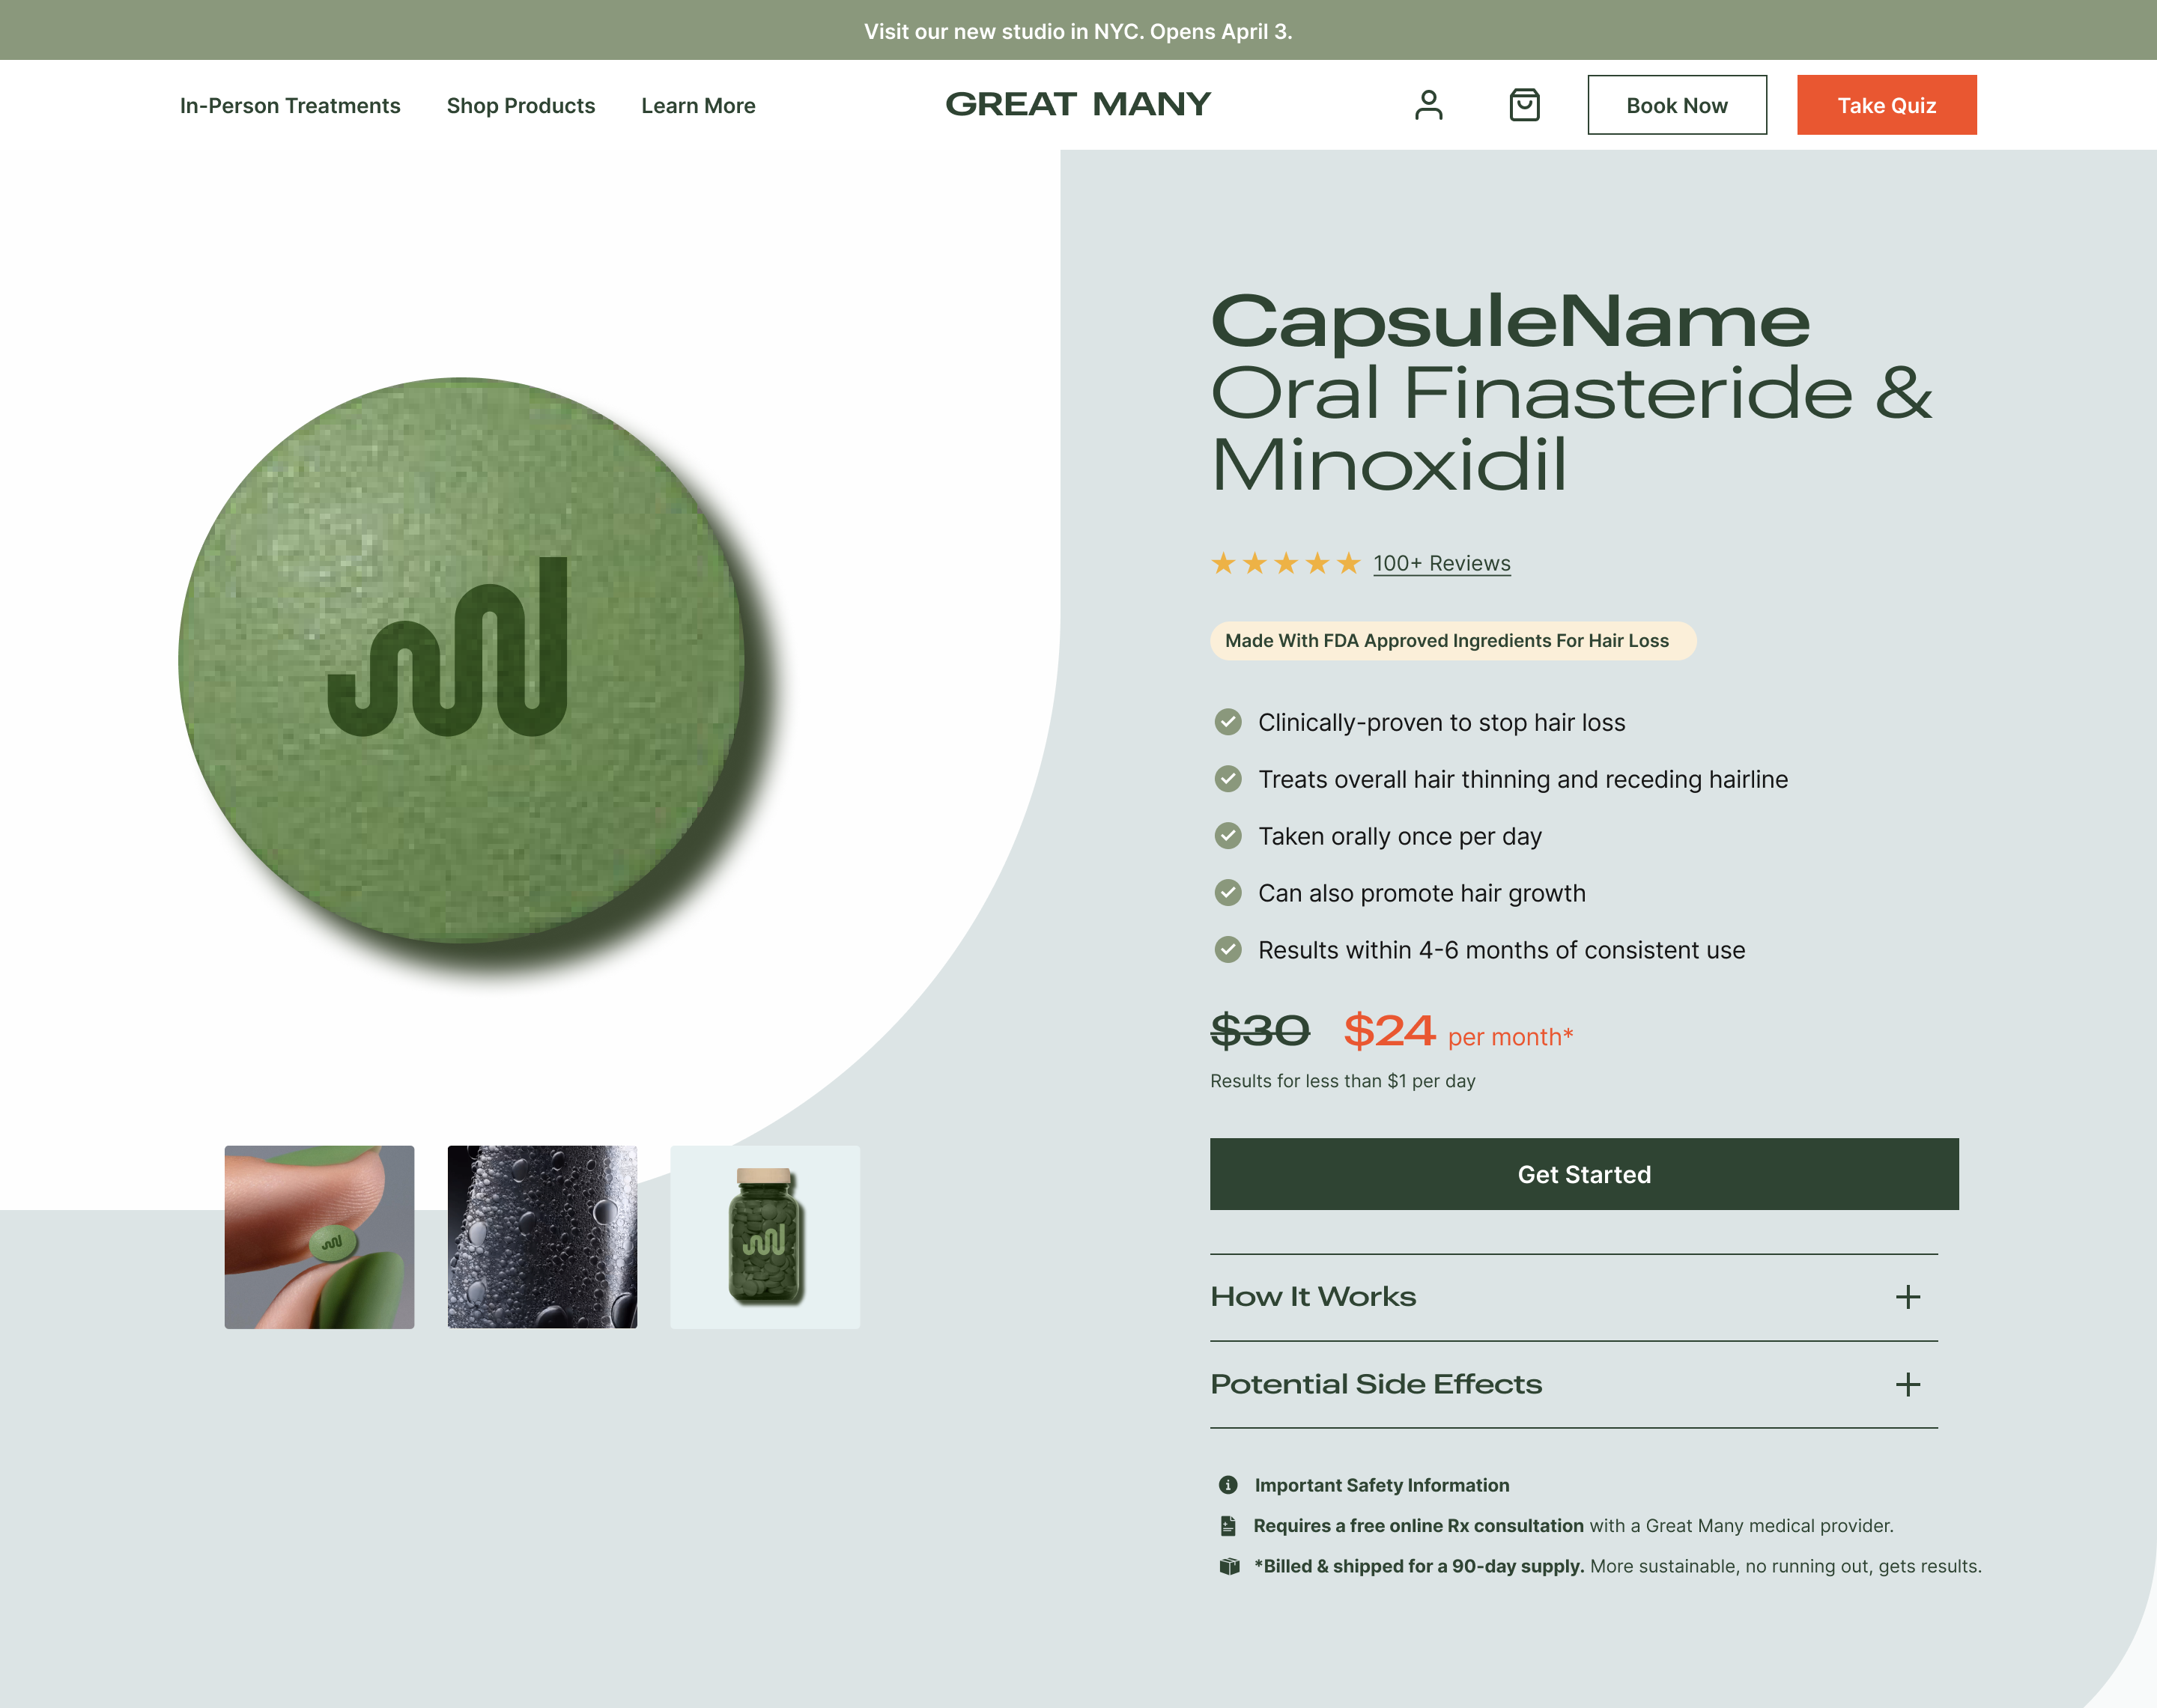 Visit our new studio in NYC. Opens April 3.
In-Person Treatments
Shop Products
Learn More
GREAT MANY
Book Now
Take Quiz
CapsuleName
Oral Finasteride &
Minoxidil
100+ Reviews
Made With FDA Approved Ingredients For Hair Loss
Clinically-proven to stop hair loss
Treats overall hair thinning and receding hairline
Taken orally once per day
Can also promote hair growth
Results within 4-6 months of consistent use
$30 $24 per month*
Results for less than $1 per day
Get Started
How It Works
Potential Side Effects
Important Safety Information
Requires a free online Rx consultation with a Great Many medical provider.
*Billed & shipped for a 90-day supply. More sustainable, no running out, gets results.